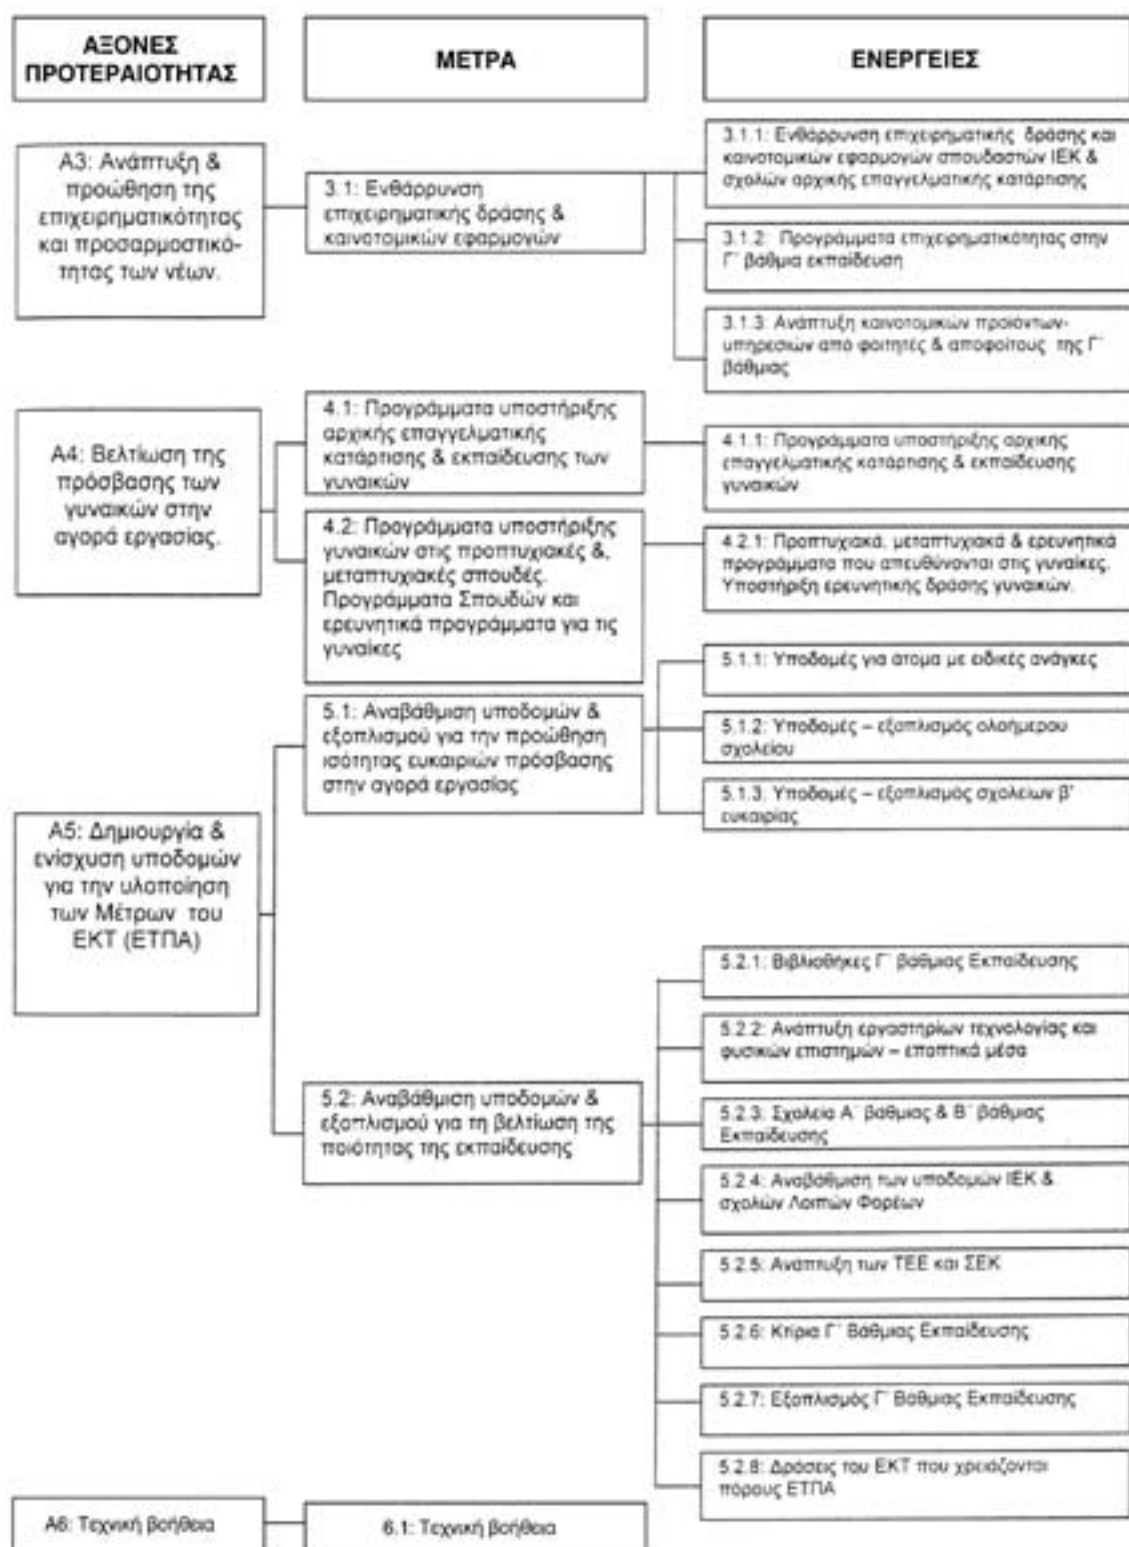 ΑΞΟΝΕΣ
ΠΡΟΤΕΡΑΙΟΤΗΤΑΣ
ΜΕΤΡΑ
ΕΝΕΡΓΕΙΕΣ
Α3: Ανάπτυξη &
προώθηση της
επιχειρηματικότητας
και προσαρμοστικό-
τητας των νέων.
3.1: Ενθάρρυνση
επιχειρηματικής δράσης &
καινοτομικών εφαρμογών
3.1.1: Ενθάρρυνση επιχειρηματικής δράσης και
καινοτομικών εφαρμογών σπουδαστών ΙΕΚ &
σχολών αρχικής επαγγελματικής κατάρτισης
3.1.2: Προγράμματα επιχειρηματικότητας στην
Γ΄ βάθμια εκπαίδευση
3.1.3: Ανάπτυξη καινοτομικών προϊόντων-
υπηρεσιών από φοιτητές & αποφοίτους της Γ΄
βάθμιας
Α4: Βελτίωση της
πρόσβασης των
γυναικών στην
αγορά εργασίας.
4.1: Προγράμματα υποστήριξης
αρχικής επαγγελματικής
κατάρτισης & εκπαίδευσης των
γυναικών
4.1.1: Προγράμματα υποστήριξης αρχικής
επαγγελματικής κατάρτισης & εκπαίδευσης
γυναικών
4.2: Προγράμματα υποστήριξης
γυναικών στις προπτυχιακές &,
μεταπτυχιακές σπουδές.
Προγράμματα Σπουδών και
ερευνητικά προγράμματα για τις
γυναίκες
4.2.1: Προπτυχιακά, μεταπτυχιακά & ερευνητικά
προγράμματα που απευθύνονται στις γυναίκες.
Υποστήριξη ερευνητικής δράσης γυναικών.
Α5: Δημιουργία &
ενίσχυση υποδομών
για την υλοποίηση
των Μέτρων του
ΕΚΤ (ΕΤΠΑ)
5.1: Αναβάθμιση υποδομών &
εξοπλισμού για την προώθηση
ισότητας ευκαιριών πρόσβασης
στην αγορά εργασίας
5.1.1: Υποδομές για άτομα με ειδικές ανάγκες
5.1.2: Υποδομές – εξοπλισμός ολοήμερου
σχολείου
5.1.3. Υποδομές – εξοπλισμός σχολείων β'
ευκαιρίας
5.2: Αναβάθμιση υποδομών &
εξοπλισμού για τη βελτίωση της
ποιότητας της εκπαίδευσης
5.2.1: Βιβλιοθήκες Γ΄ βάθμιας Εκπαίδευσης
5.2.2: Ανάπτυξη εργαστηρίων τεχνολογίας και
φυσικών επιστημών – εποπτικά μέσα
5.2.3: Σχολεία Α΄ βάθμιας & Β΄ βάθμιας
Εκπαίδευσης
5.2.4: Αναβάθμιση των υποδομών ΙΕΚ &
σχολών Λοιπών Φορέων
5.2.5: Ανάπτυξη των ΤΕΕ και ΣΕΚ
5.2.6: Κτίρια Γ΄ Βάθμιας Εκπαίδευσης
5.2.7: Εξοπλισμός Γ΄ Βάθμιας Εκπαίδευσης
5.2.8: Δράσεις του ΕΚΤ που χρειάζονται
πόρους ΕΤΠΑ
Α6: Τεχνική βοήθεια
6.1: Τεχνική βοήθεια